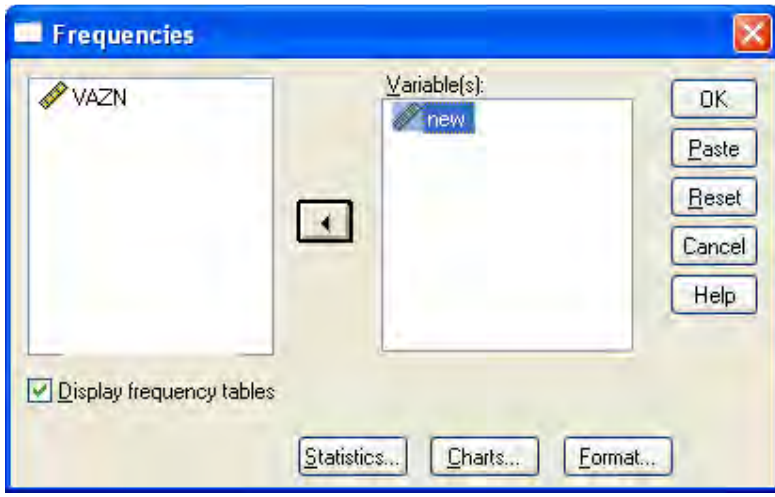 Frequencies
VAZN
Variable(s):
new
OK
Paste
Reset
Cancel
Help
Display frequency tables
Statistics...
Charts...
Format...